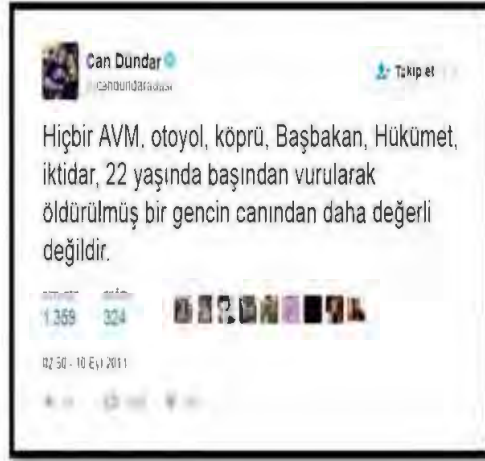 Can Dündar
Takip et
Hiçbir AVM, otoyol, köprü, Başbakan, Hükümet,
iktidar, 22 yaşında başından vurularak
öldürülmüş bir gencin canından daha değerli
değildir.
1.359 324